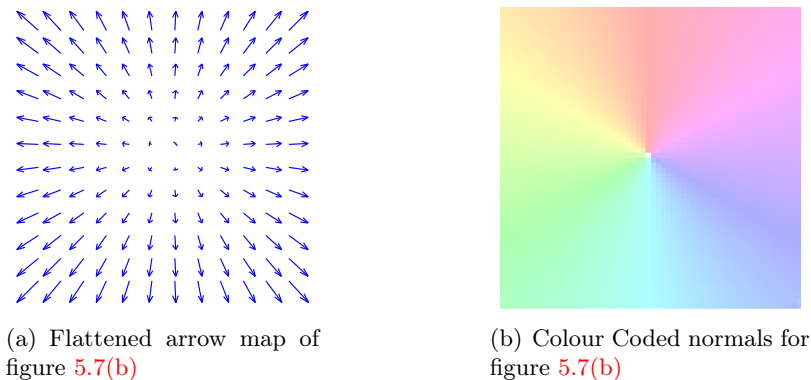 (a) Flattened arrow map of
figure 5.7(b)
(b) Colour Coded normals for
figure 5.7(b)